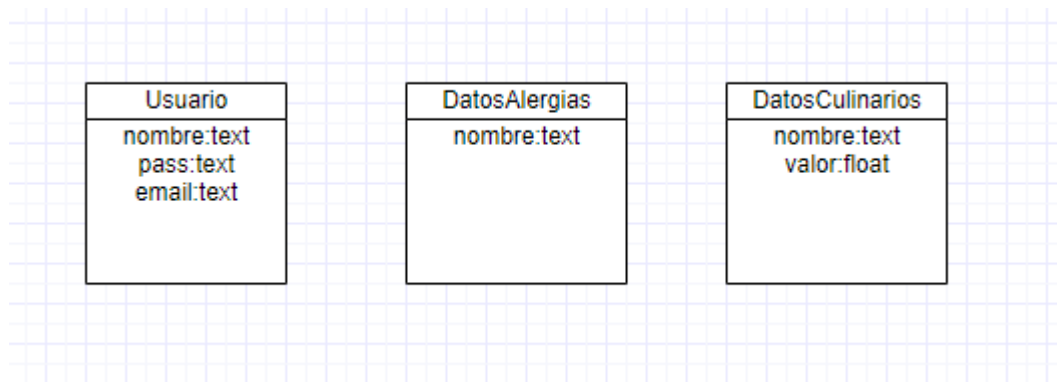 Usuario
nombre:text
pass:text
email:text
DatosAlergias
nombre:text
DatosCulinarios
nombre:text
valor:float